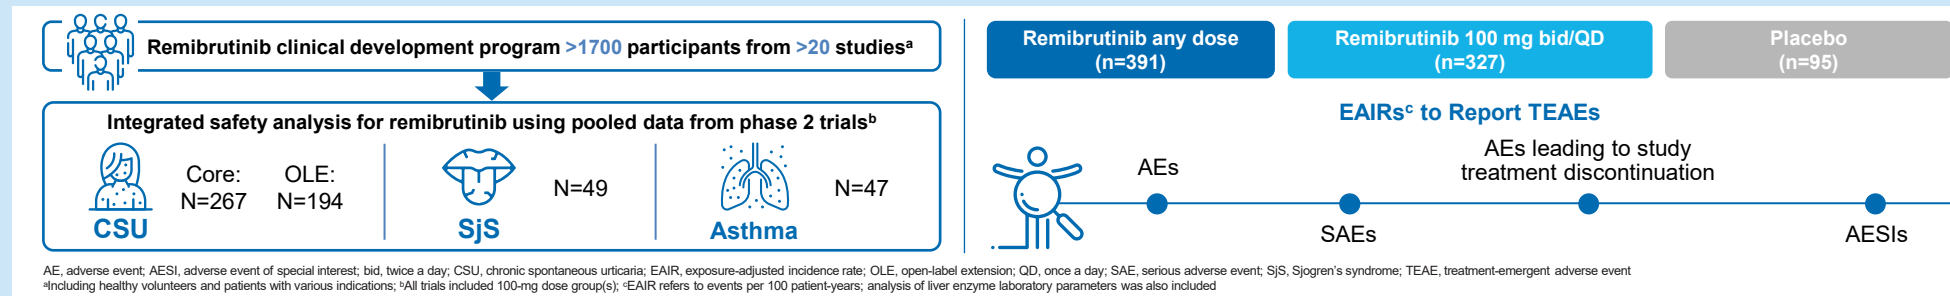 Remibrutinib clinical development program >1700 participants from >20 studiesᵃ
Integrated safety analysis for remibrutinib using pooled data from phase 2 trialsᵇ
Core:
N=267
OLE:
N=194
CSU
N=49
SjS
N=47
Asthma
Remibrutinib any dose
(n=391)
Remibrutinib 100 mg bid/QD
(n=327)
Placebo
(n=95)
EAIRsᶜ to Report TEAEs
AEs
SAEs
AEs leading to study
treatment discontinuation
AESIs
AE, adverse event; AESI, adverse event of special interest; bid, twice a day; CSU, chronic spontaneous urticaria; EAIR, exposure-adjusted incidence rate; OLE, open-label extension; QD, once a day; SAE, serious adverse event; SjS, Sjogren's syndrome; TEAE, treatment-emergent adverse event
ᵃIncluding healthy volunteers and patients with various indications; ᵇAll trials included 100-mg dose group(s); ᶜEAIR refers to events per 100 patient-years; analysis of liver enzyme laboratory parameters was also included